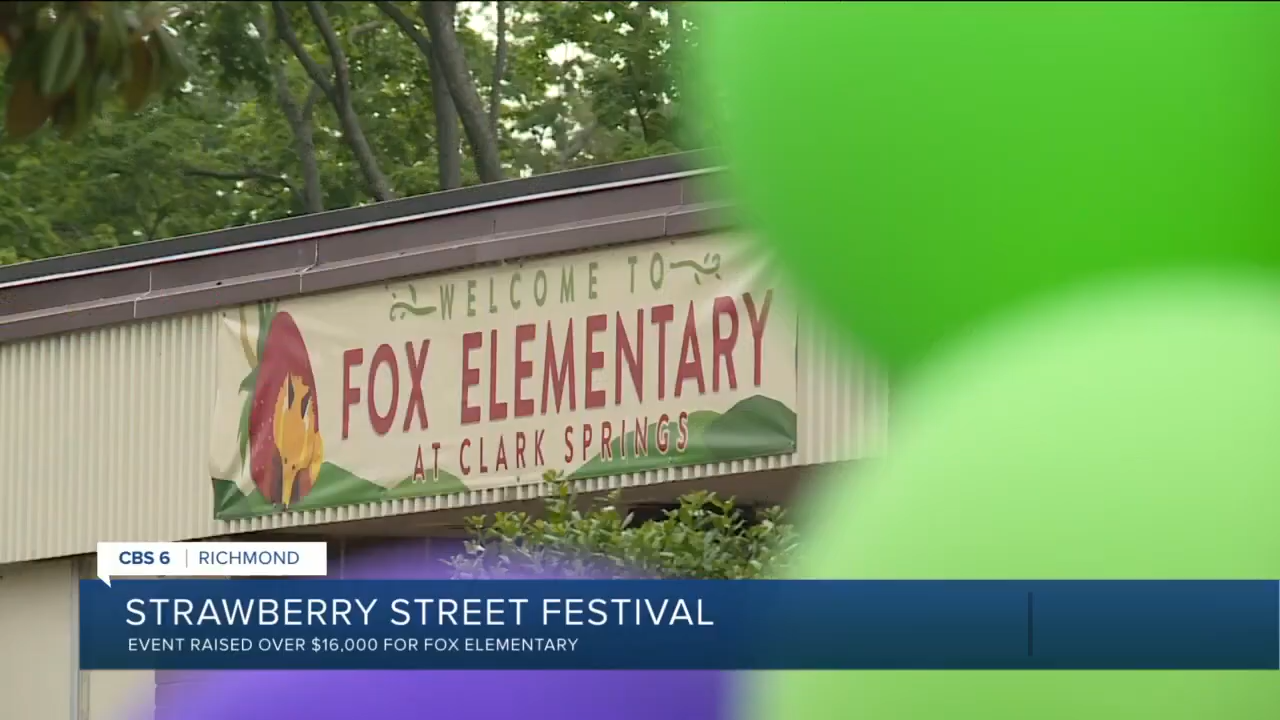 WELCOME TO
FOX ELEMENTARY
AT CLARK SPRINGS
CBS 6 | RICHMOND
STRAWBERRY STREET FESTIVAL
EVENT RAISED OVER $16,000 FOR FOX ELEMENTARY